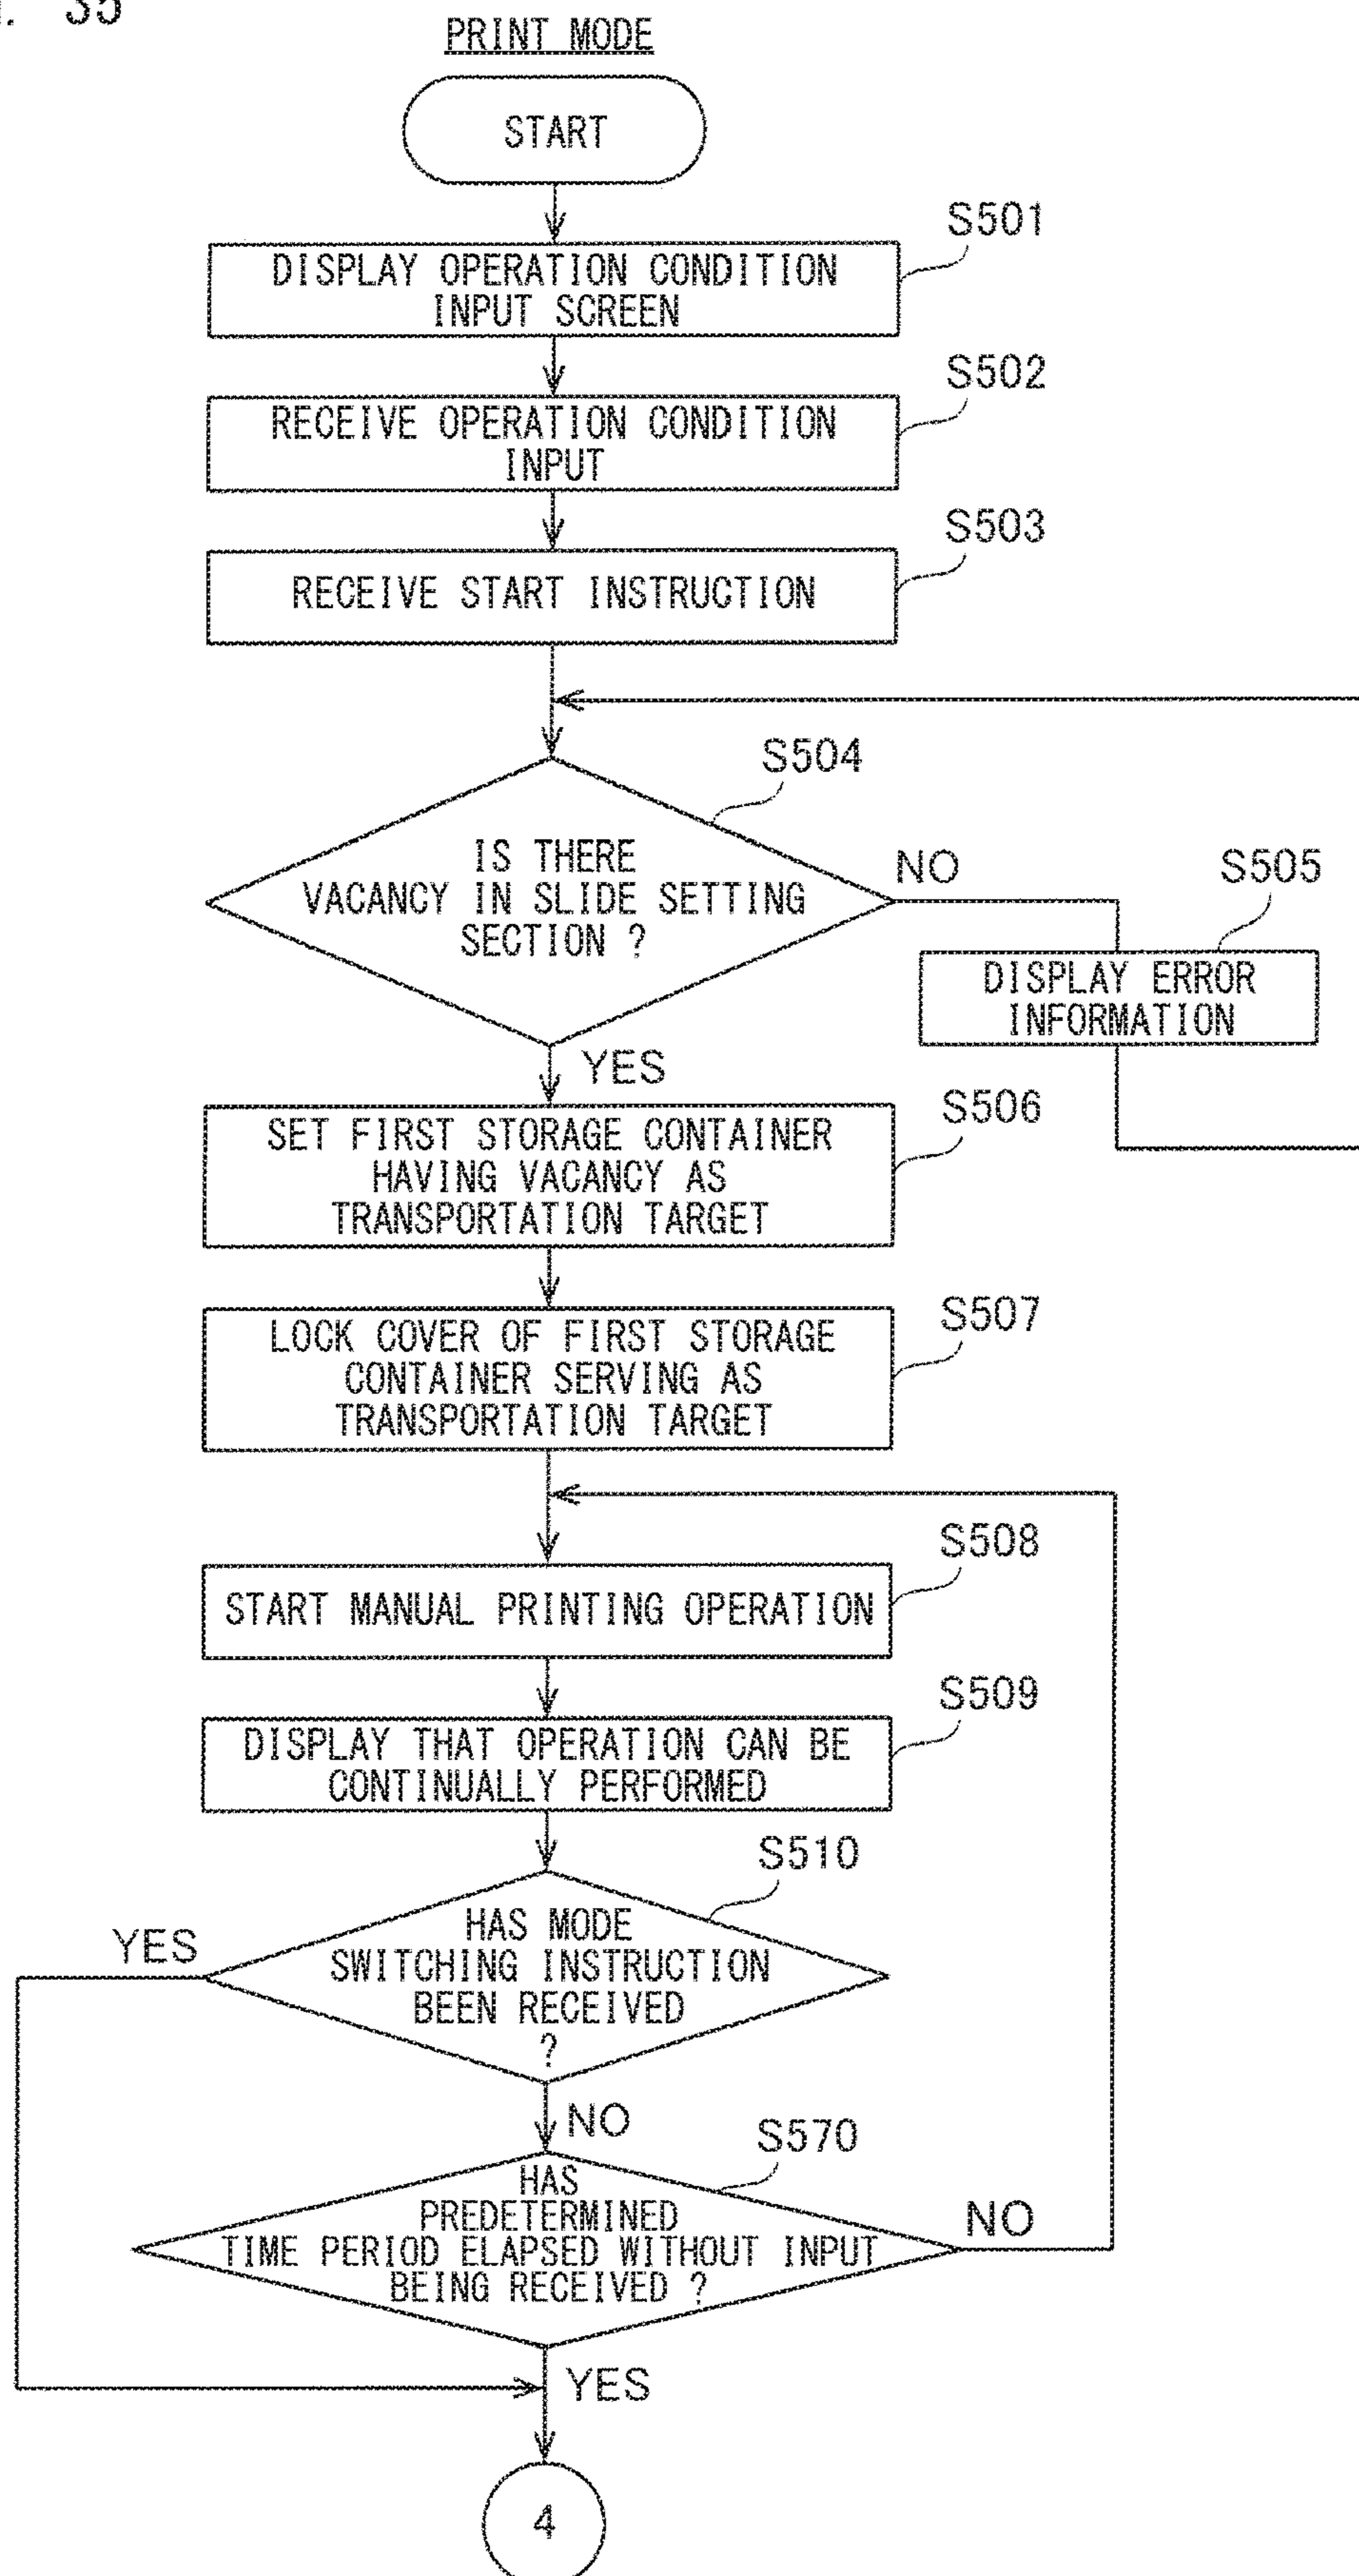 35
PRINT MODE
START
S501
DISPLAY OPERATION CONDITION
INPUT SCREEN
S502
RECEIVE OPERATION CONDITION
INPUT
S503
RECEIVE START INSTRUCTION
S504
IS THERE
VACANCY IN SLIDE SETTING
SECTION ?
NO
S505
DISPLAY ERROR
INFORMATION
YES
S506
SET FIRST STORAGE CONTAINER
HAVING VACANCY AS
TRANSPORTATION TARGET
S507
LOCK COVER OF FIRST STORAGE
CONTAINER SERVING AS
TRANSPORTATION TARGET
S508
START MANUAL PRINTING OPERATION
S509
DISPLAY THAT OPERATION CAN BE
CONTINUALLY PERFORMED
S510
YES
HAS MODE
SWITCHING INSTRUCTION
BEEN RECEIVED
?
NO
S570
HAS
PREDETERMINED
TIME PERIOD ELAPSED WITHOUT INPUT
BEING RECEIVED ?
NO
YES
4